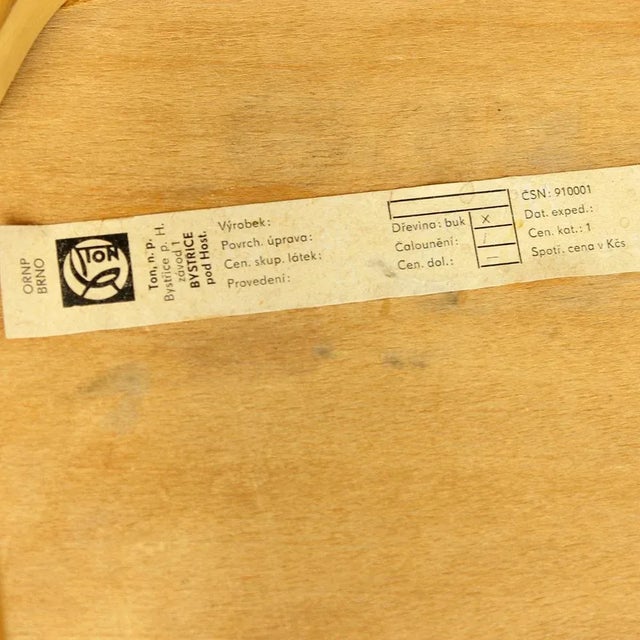 ORNP
BRNO
TON
Ton, n. p.
Bystřice p. H.
závod 1
BYSTŘICE
pod Host.
Výrobek:
Povrch. úprava:
Cen. skup. látek:
Provedení:
Dřevina: buk x
Čalounění:
Cen. dol.: —
ČSN: 910001
Dat. exped.:
Cen. kat.: 1
Spotř. cena v Kčs